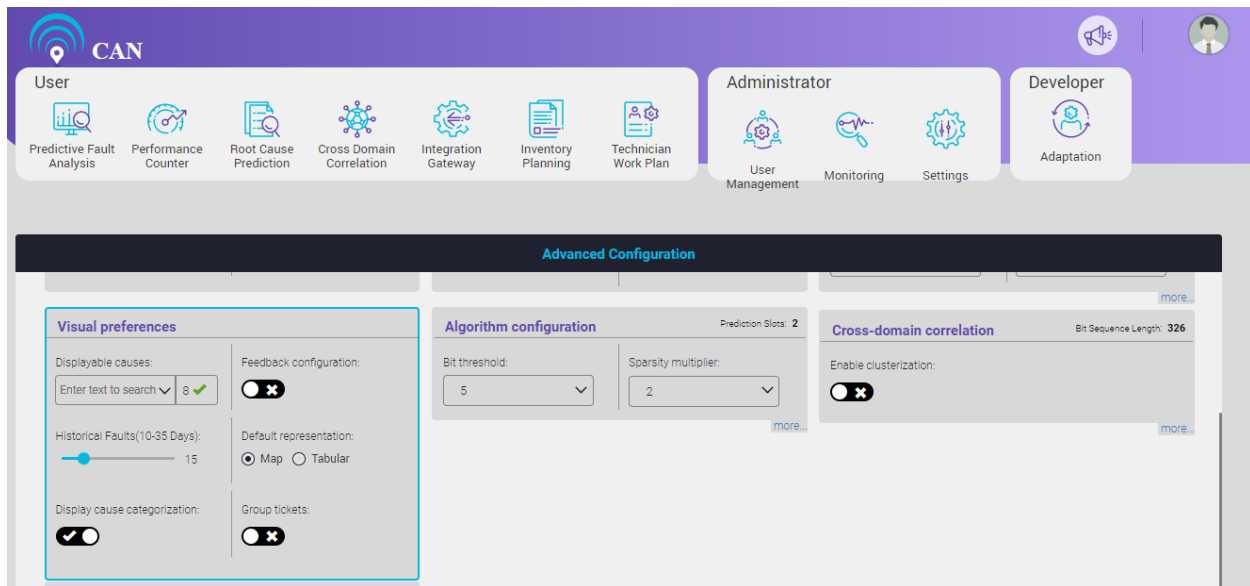 CAN
User
Administrator
Developer
Predictive Fault
Analysis
Performance
Counter
Root Cause
Prediction
Cross Domain
Correlation
Integration
Gateway
Inventory
Planning
Technician
Work Plan
User
Management
Monitoring
Settings
Adaptation
Advanced Configuration
more...
Visual preferences
Displayable causes:
Feedback configuration:
Enter text to search
8
Historical Faults(10-35 Days):
Default representation:
15
Map
Tabular
Display cause categorization:
Group tickets:
Algorithm configuration
Prediction Slots: 2
Bit threshold:
Sparsity multiplier:
5
2
more...
Cross-domain correlation
Bit Sequence Length: 326
Enable clusterization:
more...